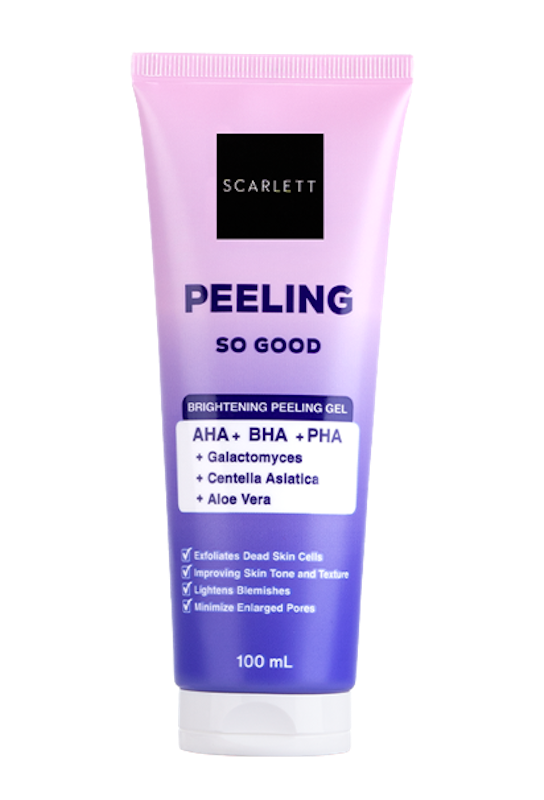 SCARLETT
PEELING
SO GOOD
BRIGHTENING PEELING GEL
AHA + BHA + PHA
+ Galactomyces
+ Centella Asiatica
+ Aloe Vera
Exfoliates Dead Skin Cells
Improving Skin Tone and Texture
Lightens Blemishes
Minimize Enlarged Pores
100 mL